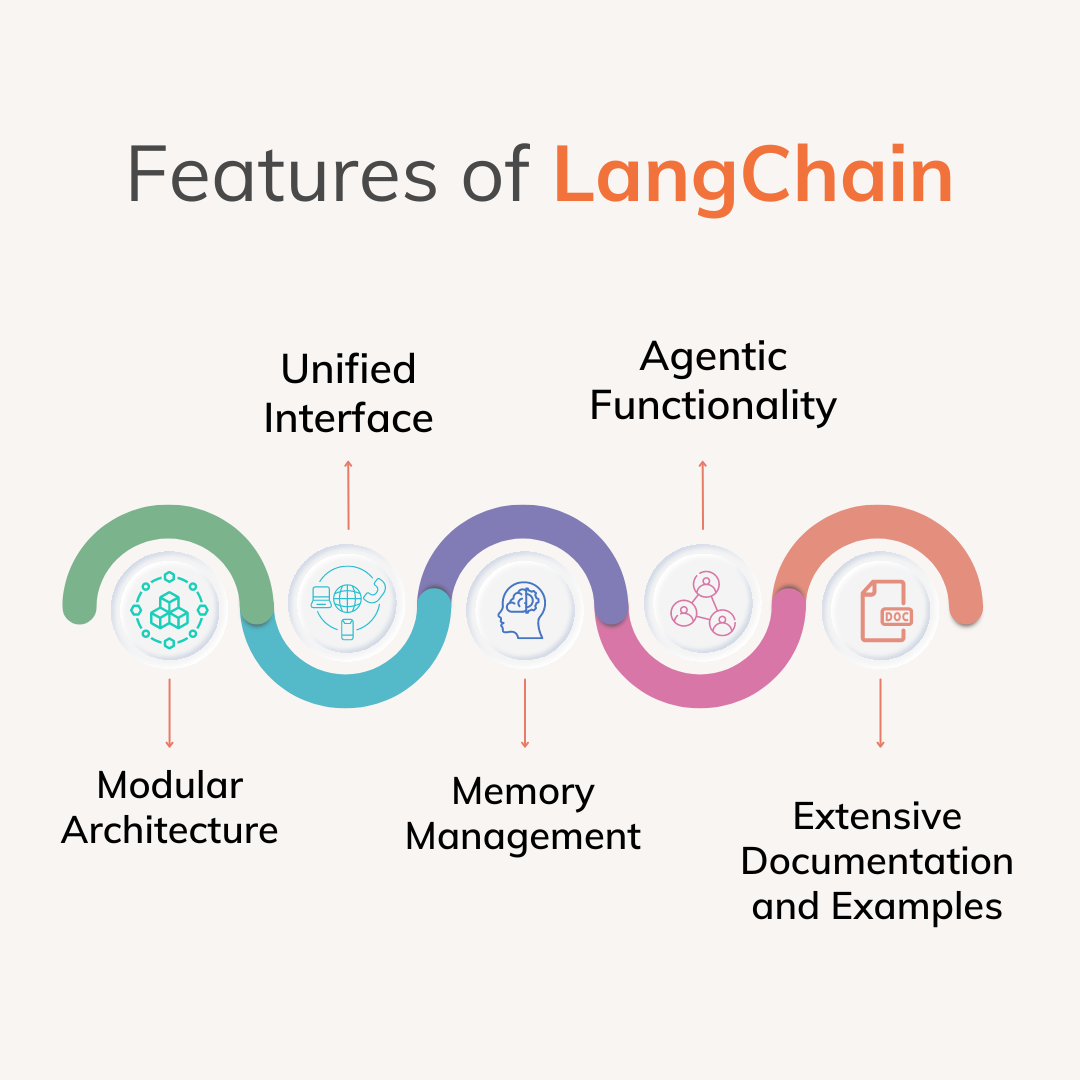 Features of LangChain
Unified
Interface
Agentic
Functionality
DOC
Modular
Architecture
Memory
Management
Extensive
Documentation
and Examples